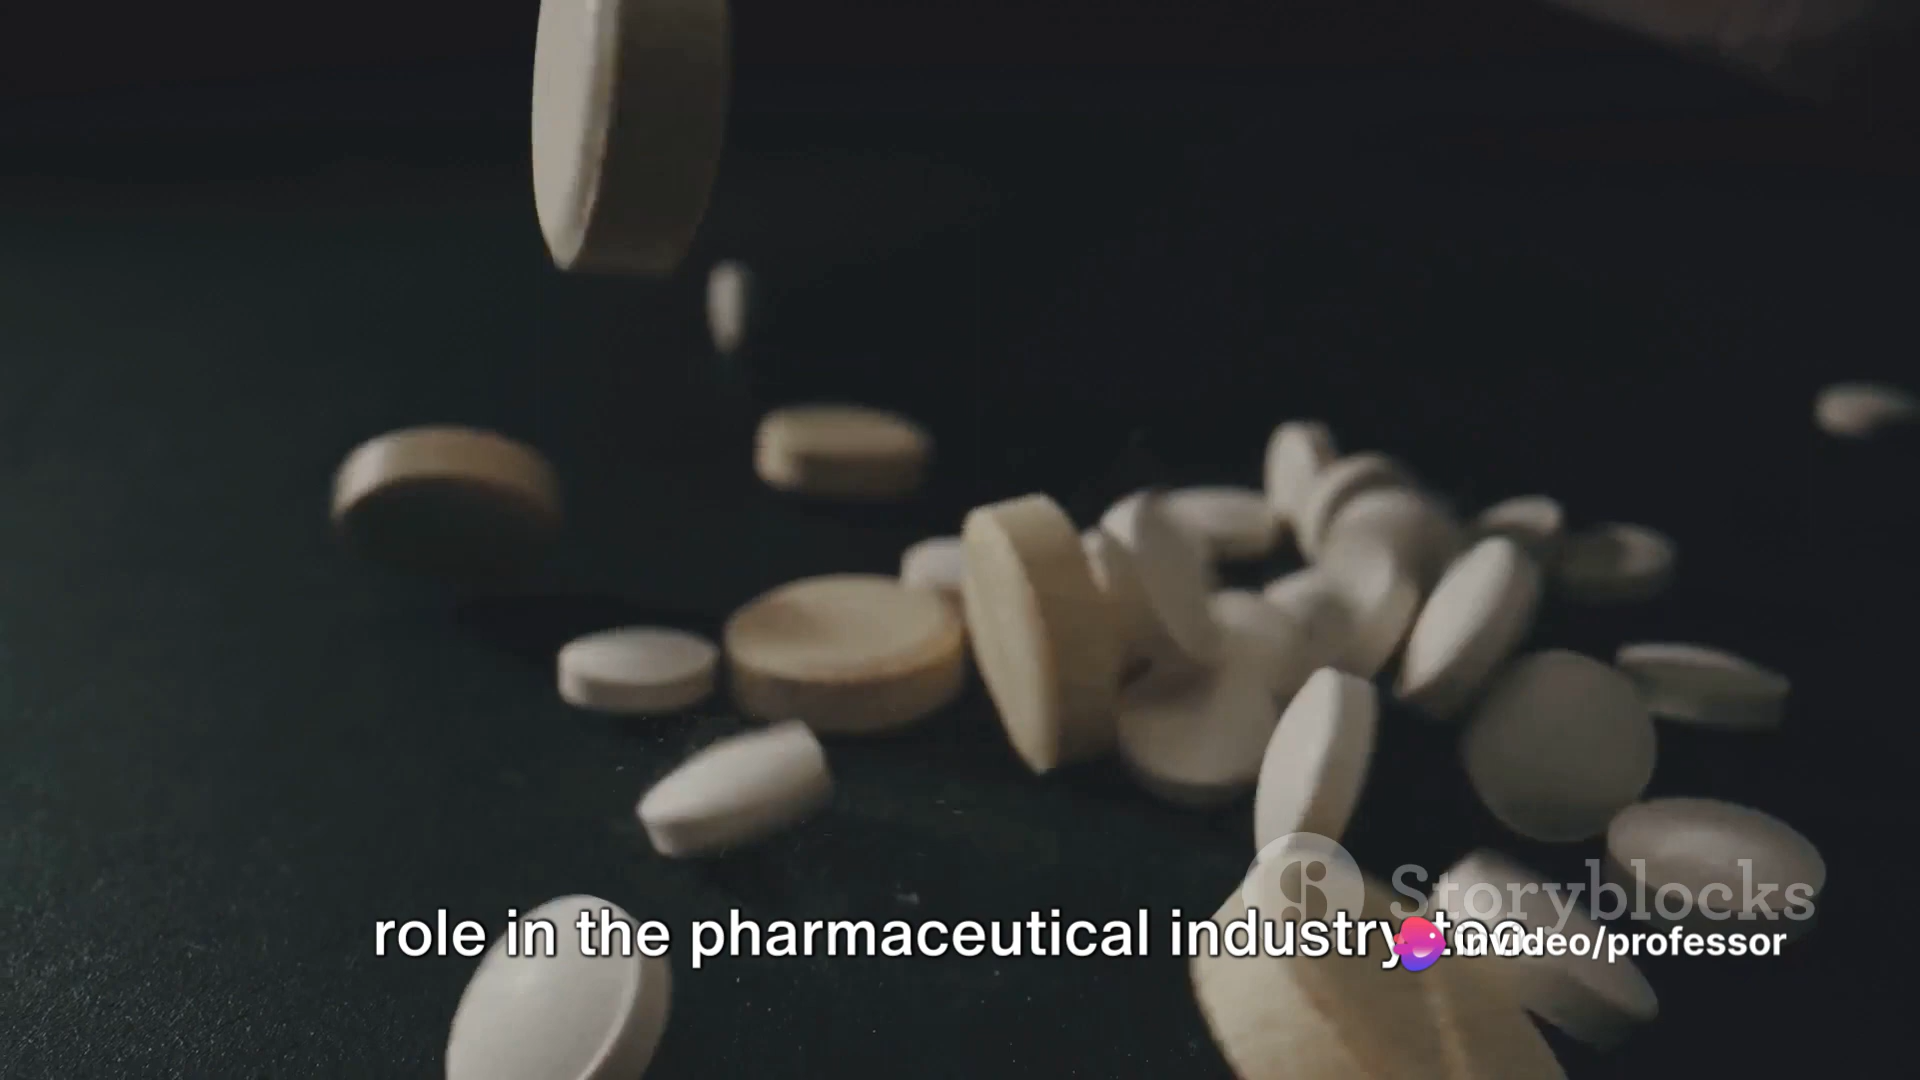 Storyblocks
role in the pharmaceutical industry too
invideo/professor